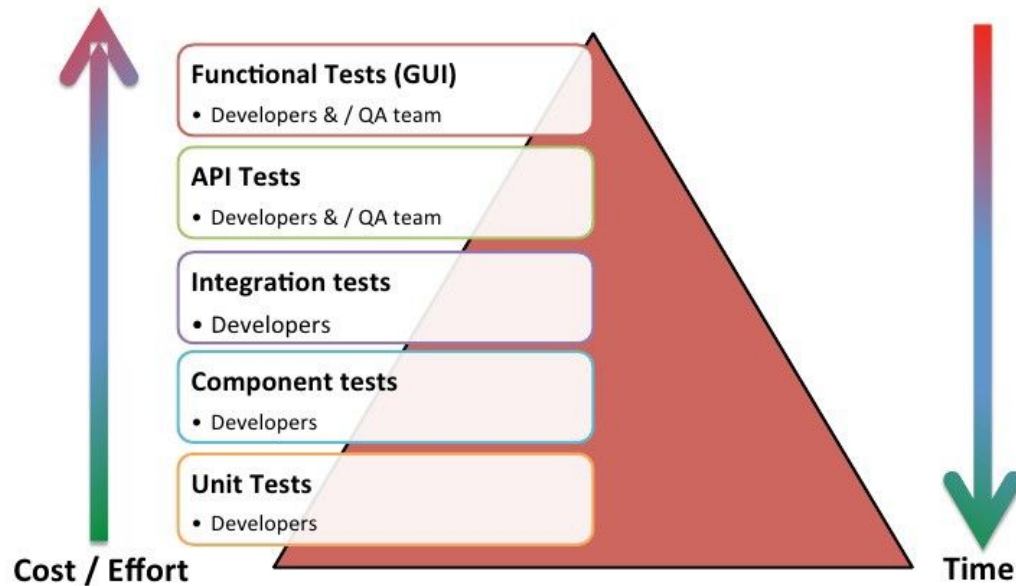 Functional Tests (GUI)
• Developers & / QA team
API Tests
• Developers & / QA team
Integration tests
• Developers
Component tests
• Developers
Unit Tests
• Developers
Cost / Effort
Time